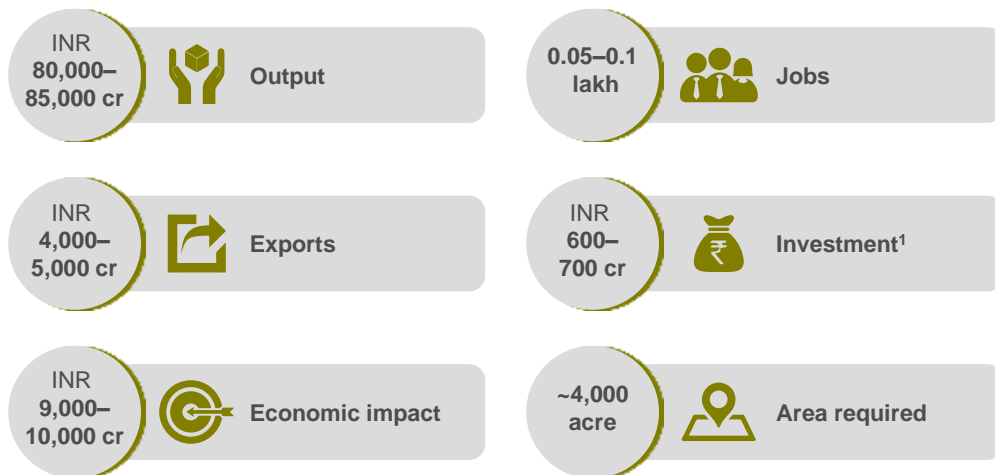 INR
80,000–
85,000 cr
Output
0.05–0.1
lakh
Jobs
INR
4,000–
5,000 cr
Exports
INR
600–
700 cr
₹
Investment¹
INR
9,000–
10,000 cr
Economic impact
~4,000
acre
Area required